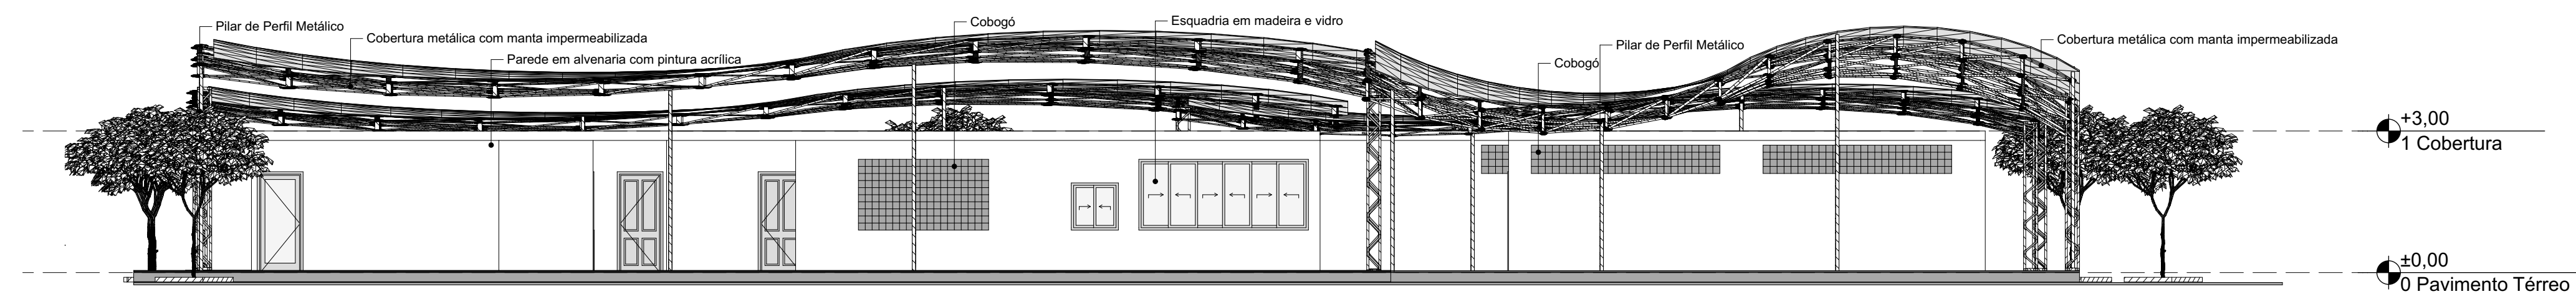 Pilar de Perfil Metálico
Cobertura metálica com manta impermeabilizada
Parede em alvenaria com pintura acrílica
Cobogó
Esquadria em madeira e vidro
Pilar de Perfil Metálico
Cobogó
Cobertura metálica com manta impermeabilizada
+3,00
1 Cobertura
±0,00
0 Pavimento Térreo